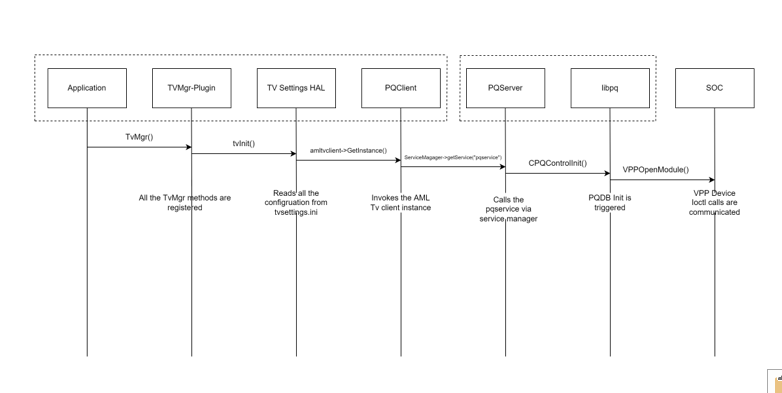 Application
TVMgr-Plugin
TV Settings HAL
PQClient
PQServer
libpq
SOC
TvMgr()
tvInit()
amltvclient->GetInstance()
ServiceMagager->getService("pqservice")
CPQControlInit()
VPPOpenModule()
All the TvMgr methods are
registered
Reads all the
configruation from
tvsettings.ini
Invokes the AML
Tv client instance
Calls the
pqservice via
service manager
PQDB Init is
triggered
VPP Device
Ioctl calls are
communicated